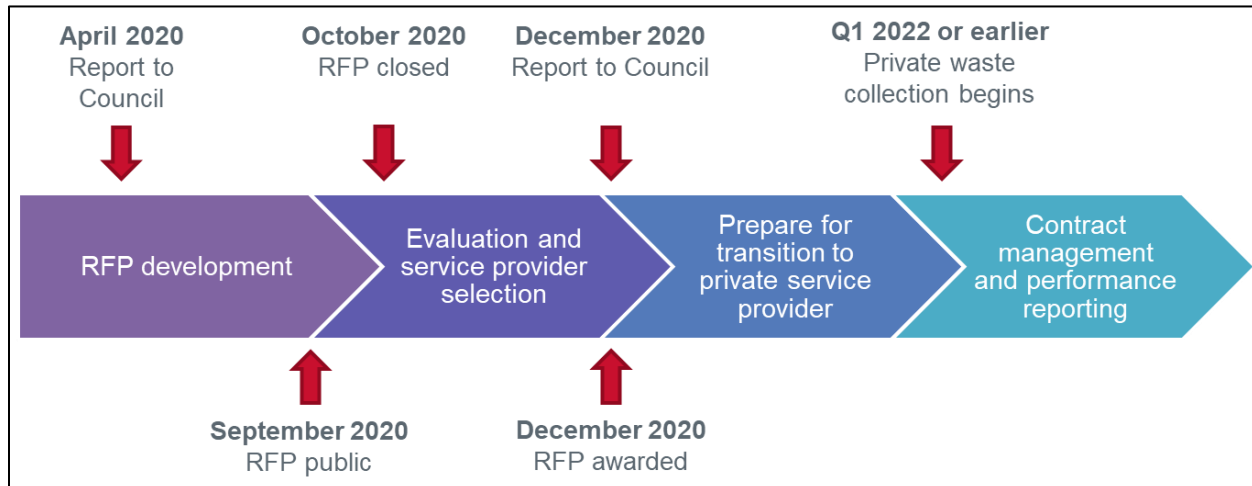 April 2020
Report to
Council
October 2020
RFP closed
December 2020
Report to Council
Q1 2022 or earlier
Private waste
collection begins
RFP development
Evaluation and
service provider
selection
Prepare for
transition to
private service
provider
Contract
management
and performance
reporting
September 2020
RFP public
December 2020
RFP awarded